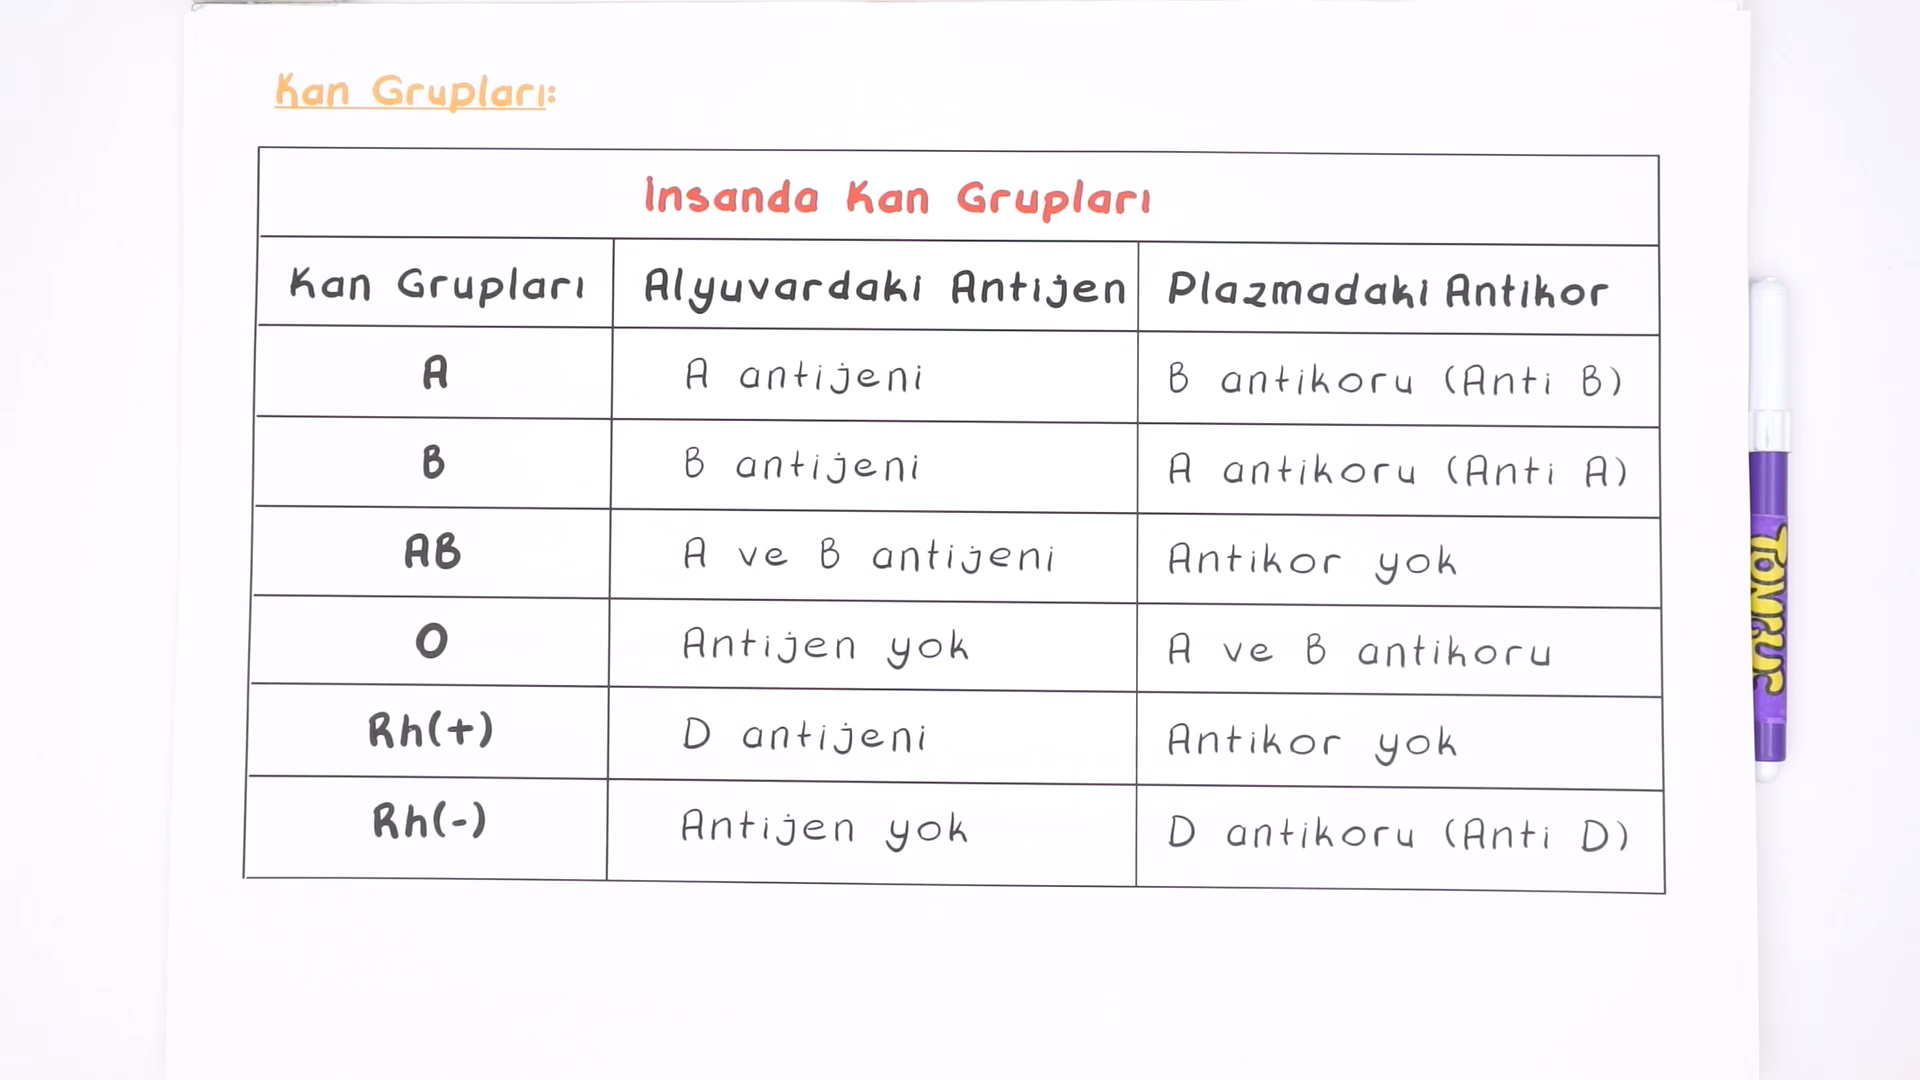 Kan Grupları:
İnsanda Kan Grupları
Kan Grupları Alyuvardaki Antijen Plazmadaki Antikor
A A antijeni B antikoru (Anti B)
B B antijeni A antikoru (Anti A)
AB A ve B antijeni Antikor yok
O Antijen yok A ve B antikoru
Rh(+) D antijeni Antikor yok
Rh(-) Antijen yok D antikoru (Anti D)
TOMBUL